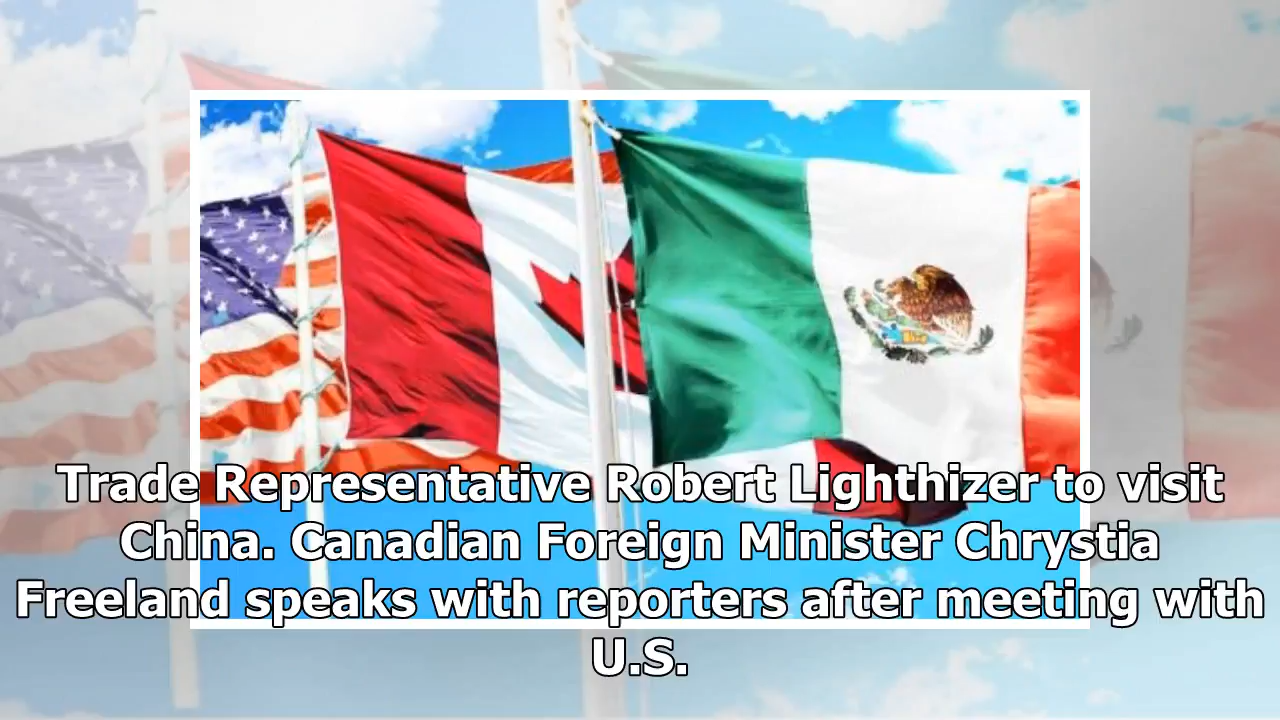 Trade Representative Robert Lighthizer to visit
China. Canadian Foreign Minister Chrystia
Freeland speaks with reporters after meeting with
U.S.